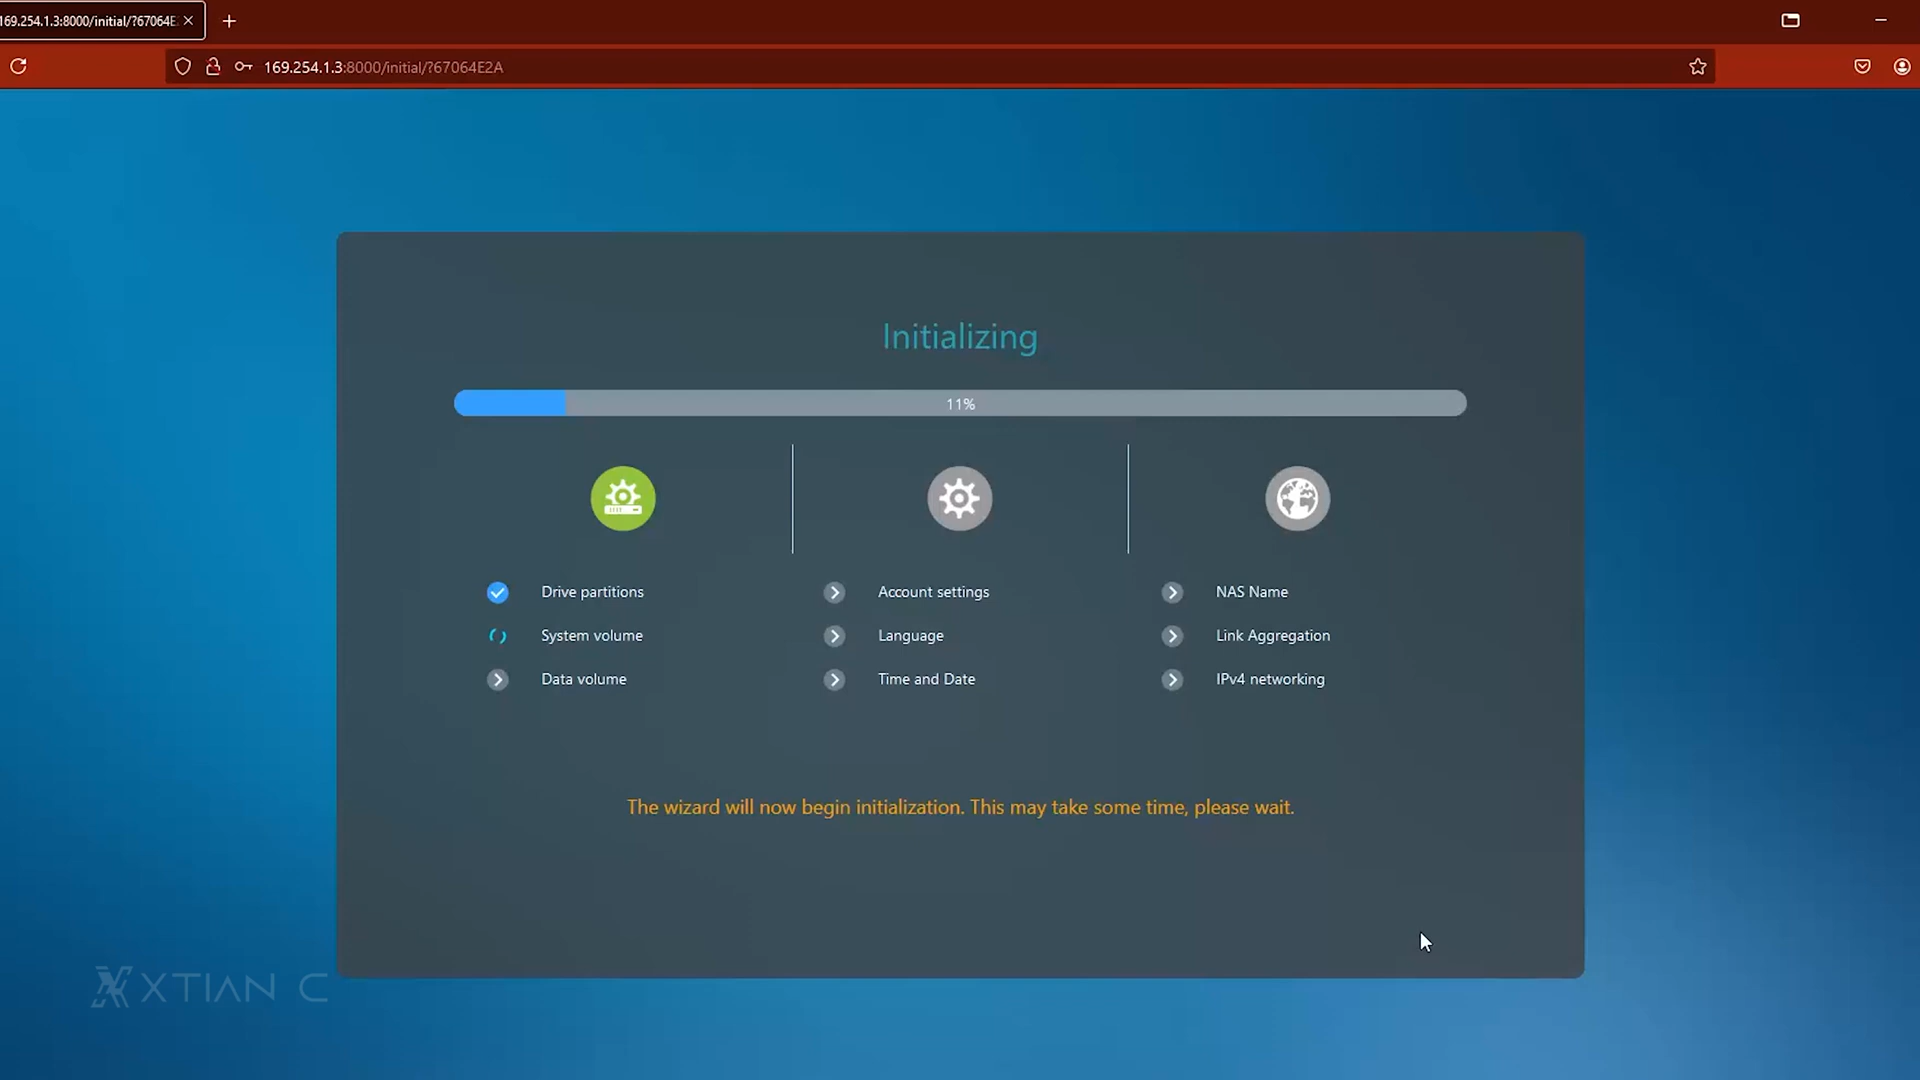 169.254.1.3:8000/initial/?67064E
169.254.1.3:8000/initial/?67064E2A
Initializing
11%
Drive partitions
Account settings
NAS Name
System volume
Language
Link Aggregation
Data volume
Time and Date
IPv4 networking
The wizard will now begin initialization. This may take some time, please wait.
XTIAN C